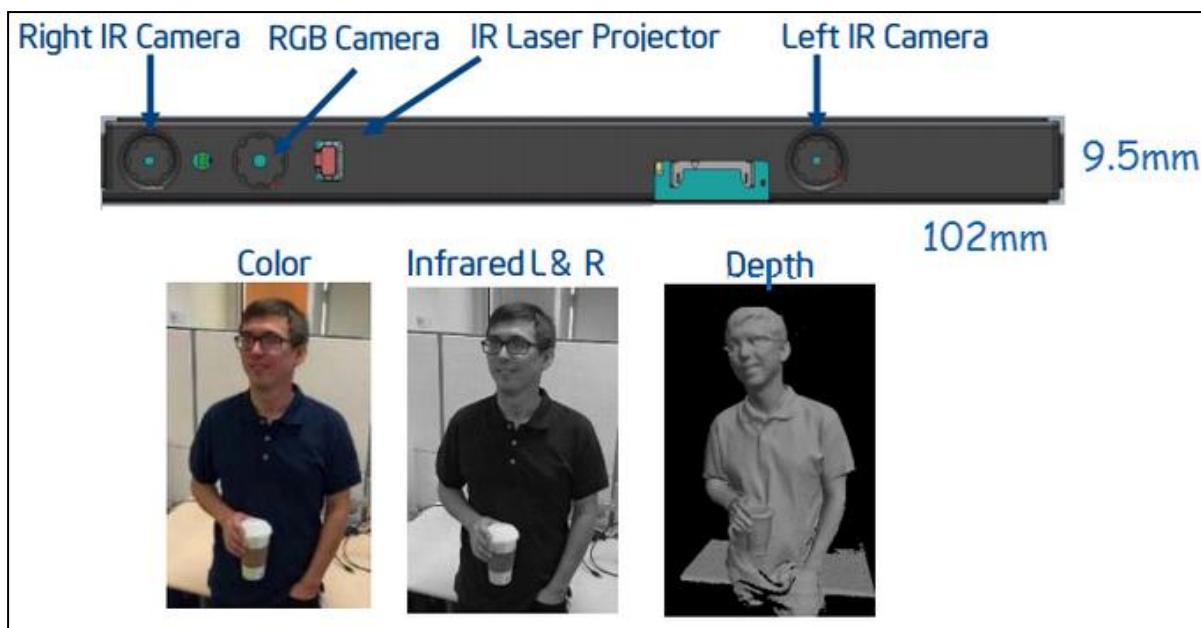 Right IR Camera RGB Camera IR Laser Projector Left IR Camera
9.5mm
102mm
Color Infrared L & R Depth